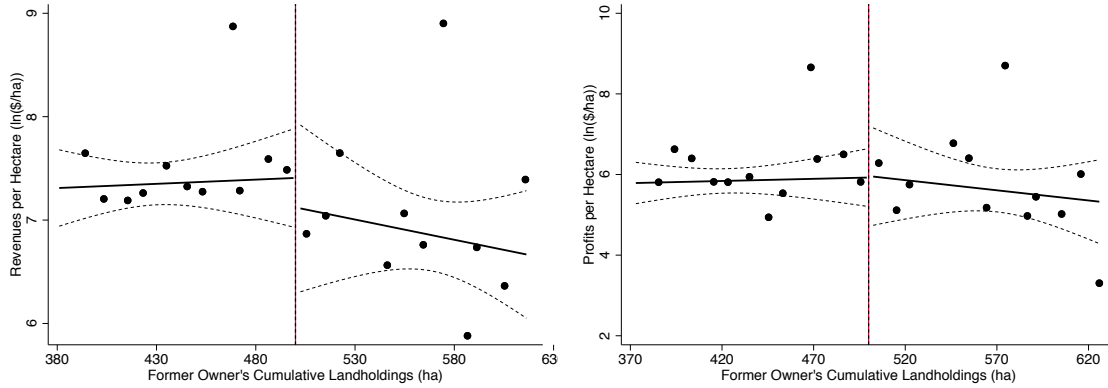 Revenues per Hectare (ln($/ha))
9
8
7
6
380 430 480 530 580 63
Former Owner's Cumulative Landholdings (ha)
Profits per Hectare (ln($/ha))
10
8
6
4
2
370 420 470 520 570 620
Former Owner's Cumulative Landholdings (ha)